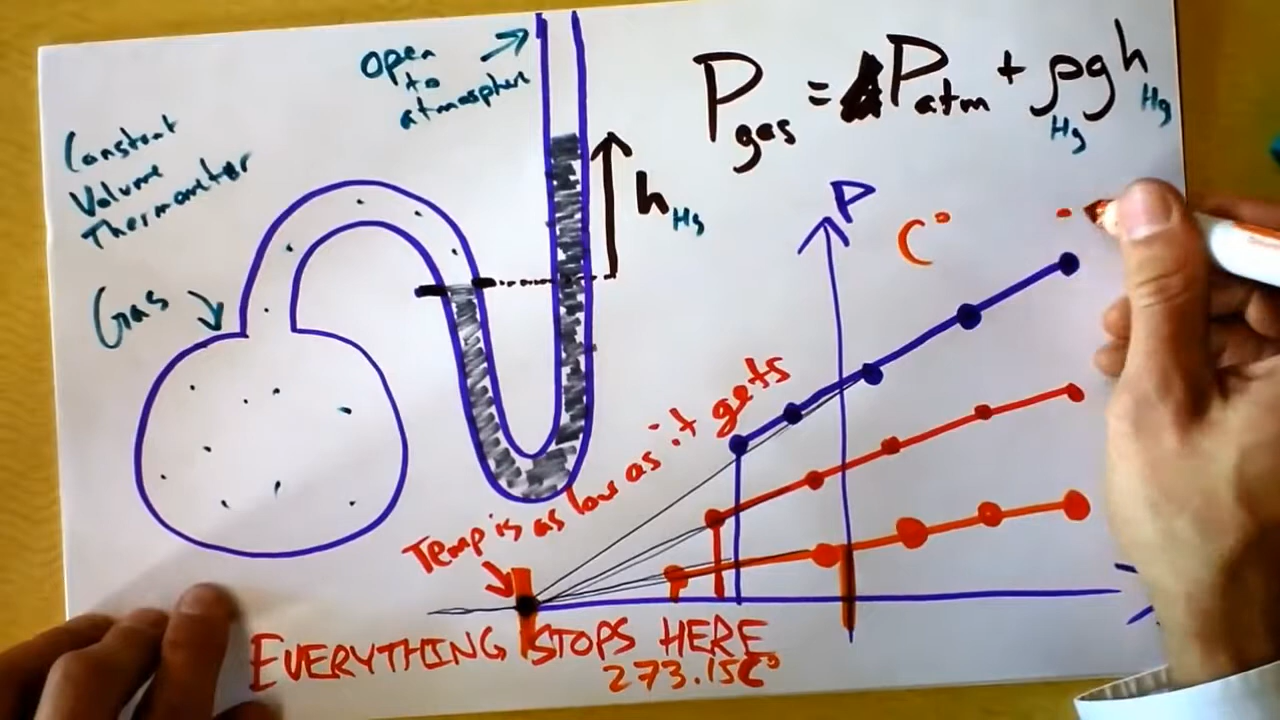 Constant
Volume
Thermometer
Open
to
atmosphere
P gas = P atm + ρ Hg g h Hg
h Hg
Gas
P
C°
Temp is as low as it gets
EVERYTHING STOPS HERE
273.15C°